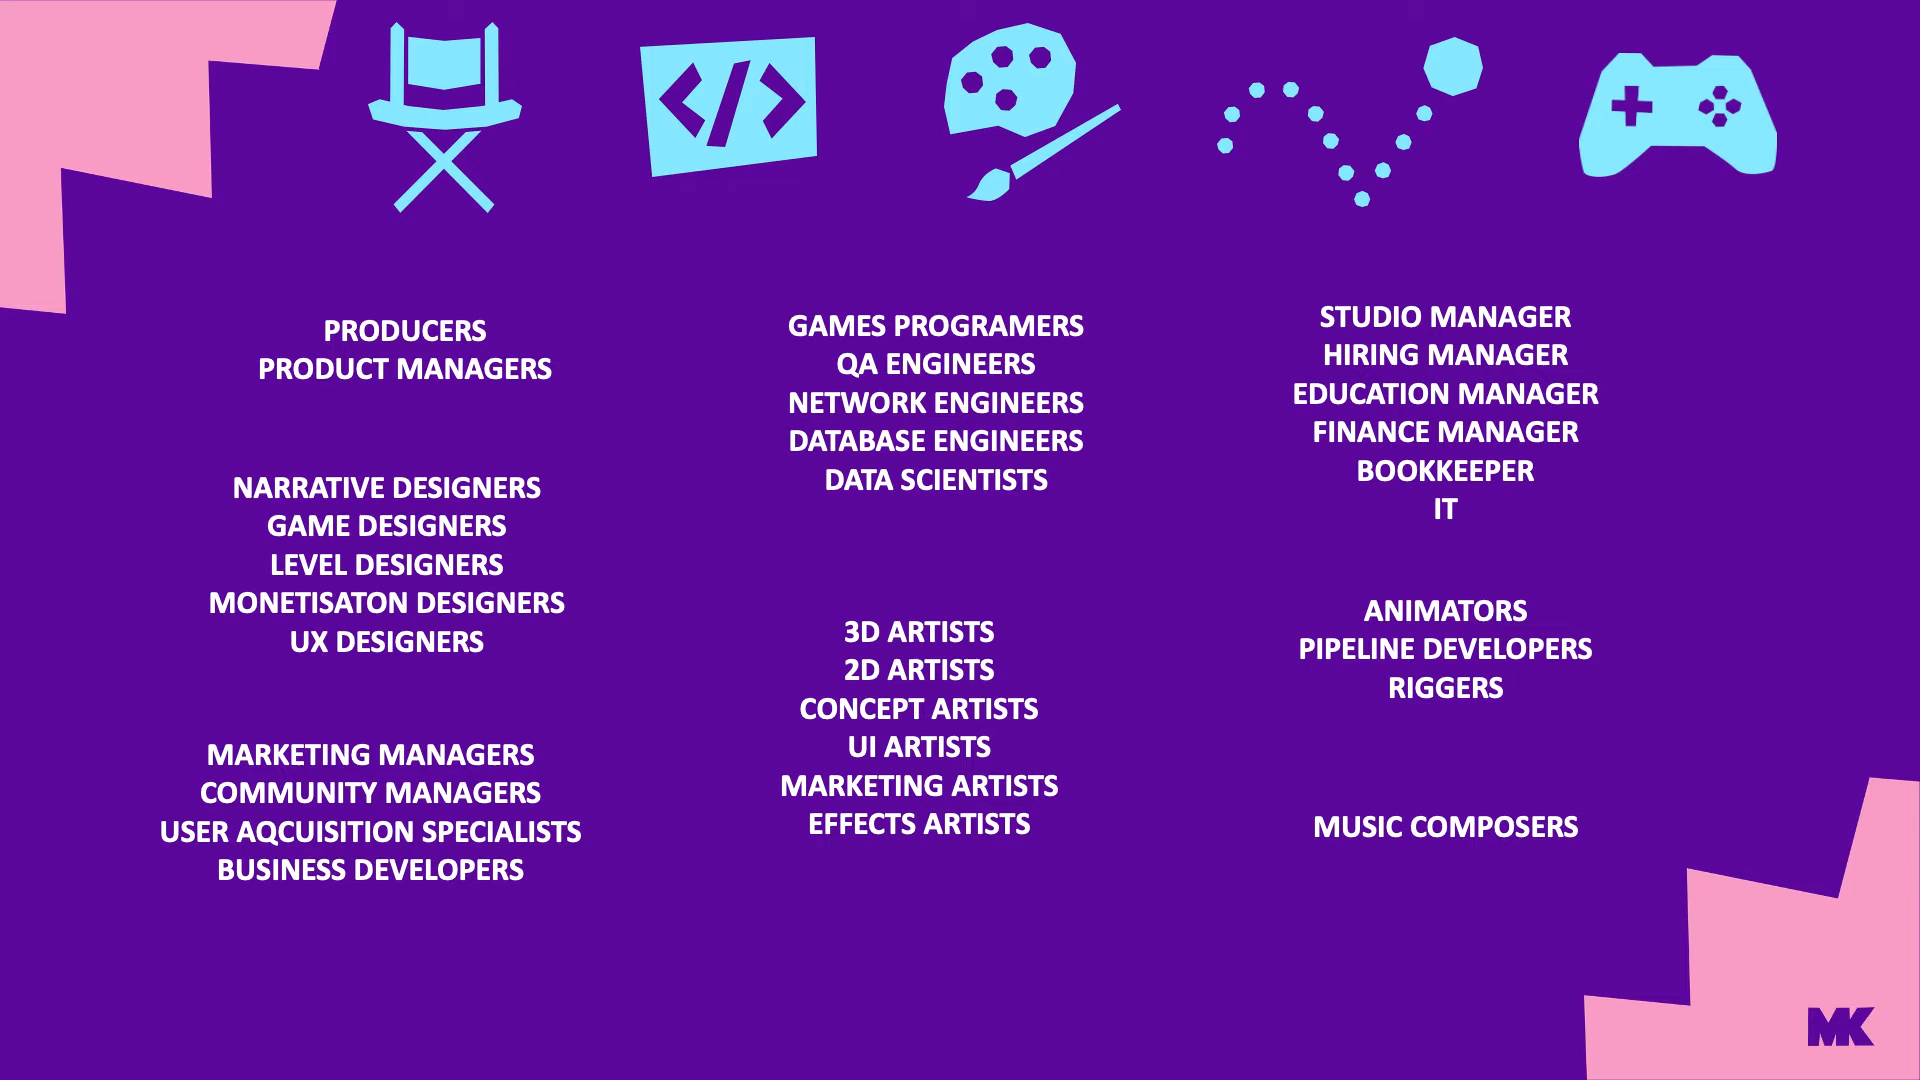 </>
PRODUCERS
PRODUCT MANAGERS
NARRATIVE DESIGNERS
GAME DESIGNERS
LEVEL DESIGNERS
MONETISATON DESIGNERS
UX DESIGNERS
MARKETING MANAGERS
COMMUNITY MANAGERS
USER AQCUISITION SPECIALISTS
BUSINESS DEVELOPERS
GAMES PROGRAMERS
QA ENGINEERS
NETWORK ENGINEERS
DATABASE ENGINEERS
DATA SCIENTISTS
3D ARTISTS
2D ARTISTS
CONCEPT ARTISTS
UI ARTISTS
MARKETING ARTISTS
EFFECTS ARTISTS
STUDIO MANAGER
HIRING MANAGER
EDUCATION MANAGER
FINANCE MANAGER
BOOKKEEPER
IT
ANIMATORS
PIPELINE DEVELOPERS
RIGGERS
MUSIC COMPOSERS
MK